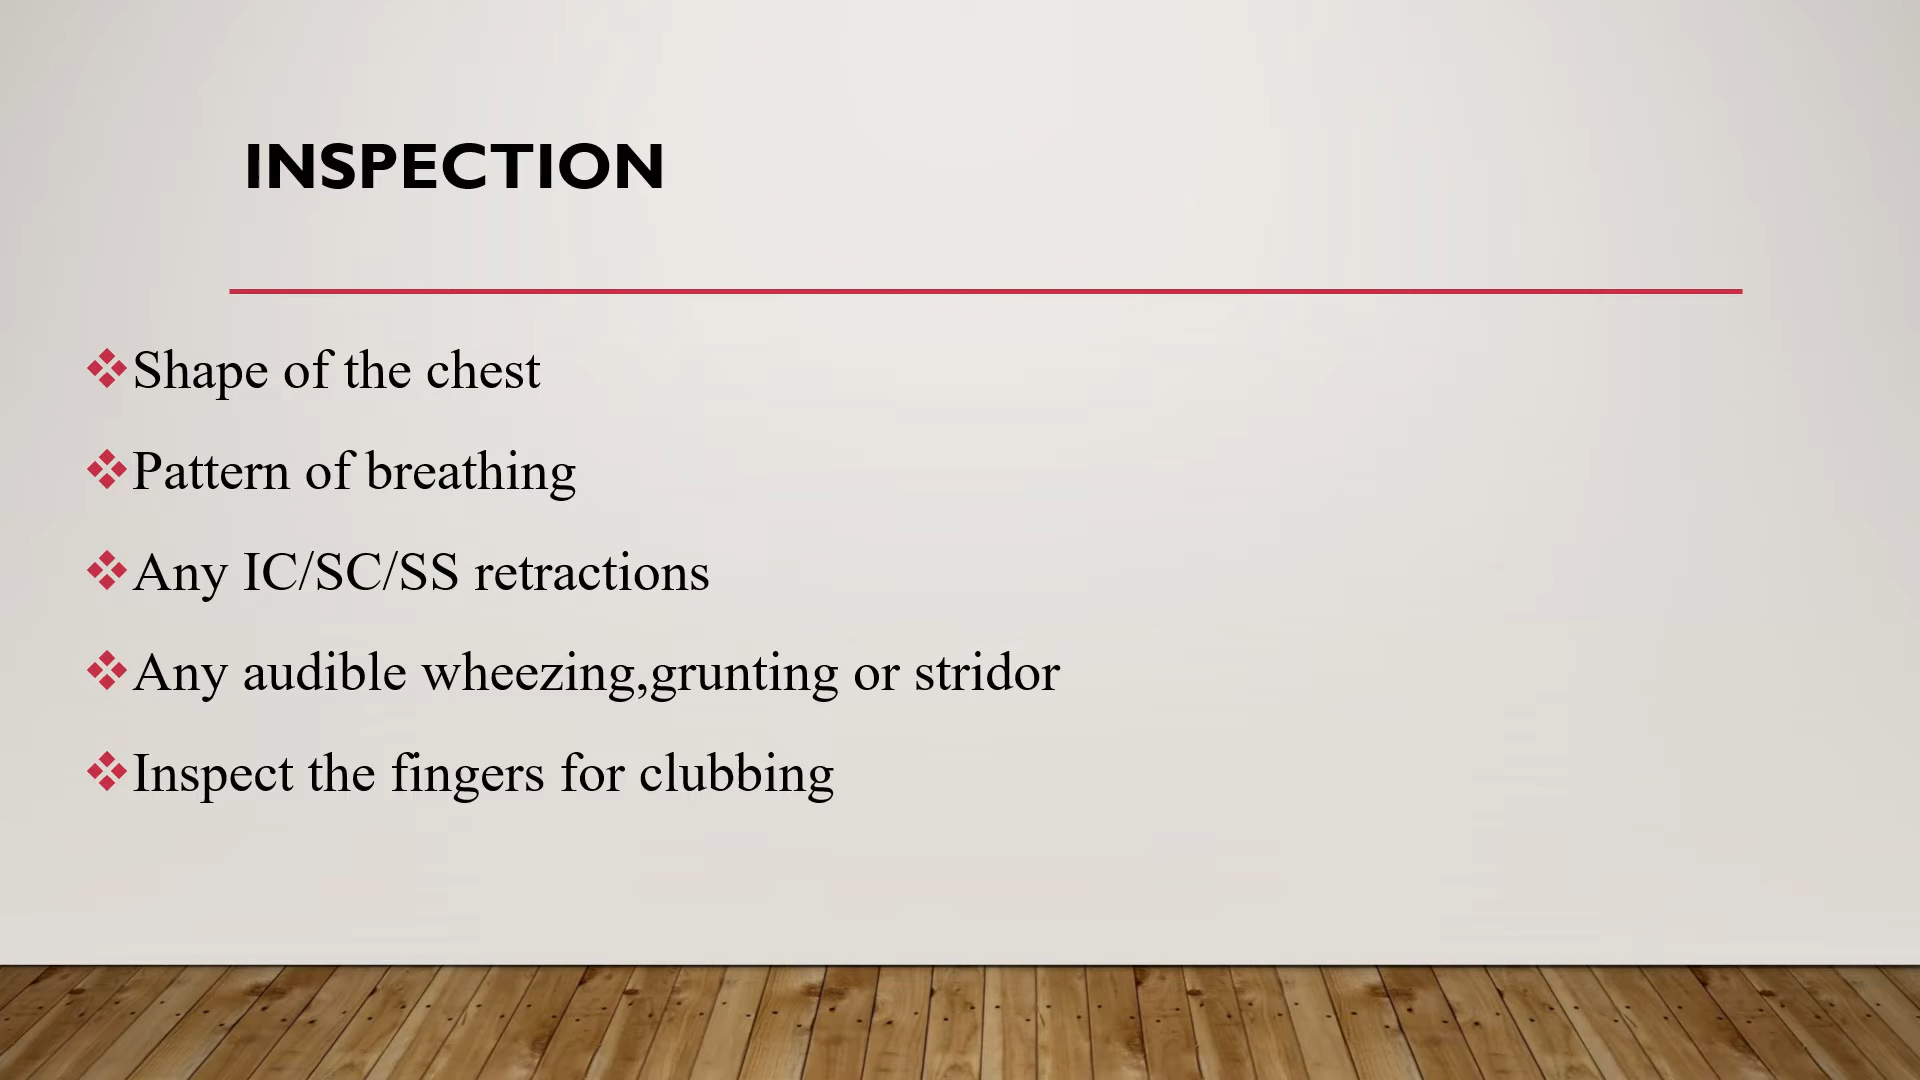 INSPECTION
❖Shape of the chest
❖Pattern of breathing
❖Any IC/SC/SS retractions
❖Any audible wheezing,grunting or stridor
❖Inspect the fingers for clubbing